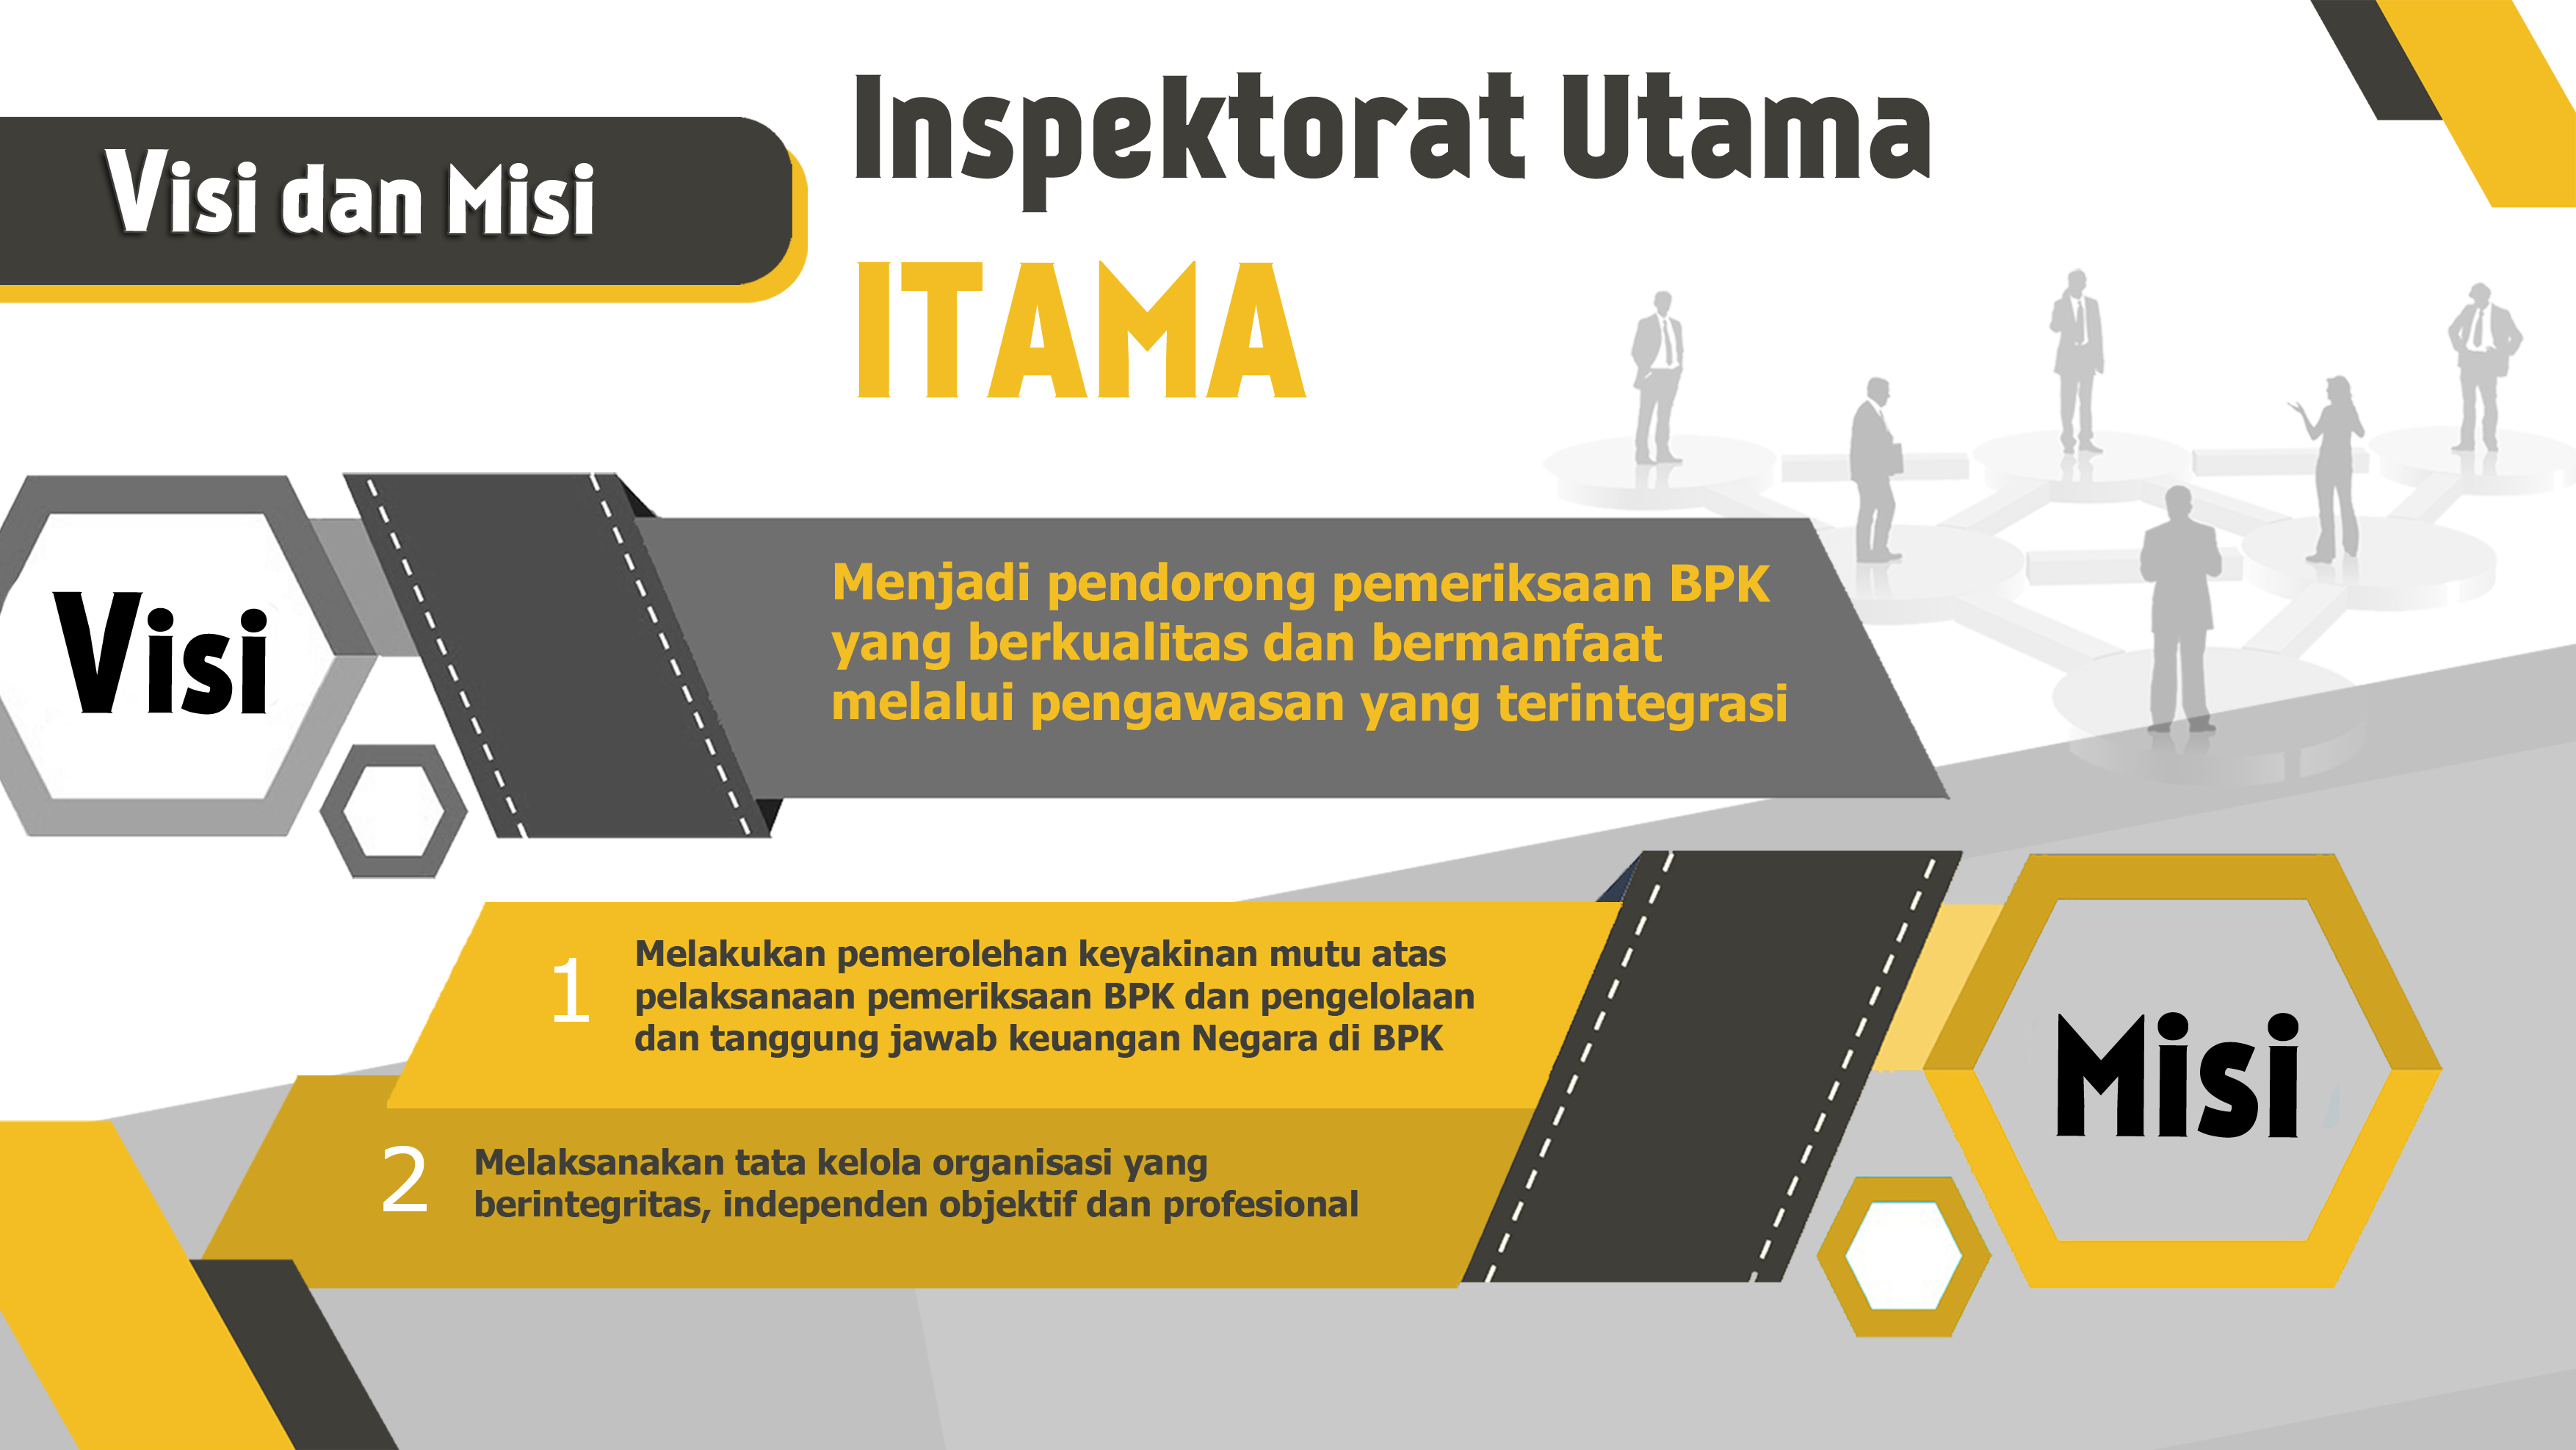 Visi dan Misi
Inspektorat Utama
ITAMA
Visi
Menjadi pendorong pemeriksaan BPK
yang berkualitas dan bermanfaat
melalui pengawasan yang terintegrasi
Misi
1
Melakukan pemerolehan keyakinan mutu atas
pelaksanaan pemeriksaan BPK dan pengelolaan
dan tanggung jawab keuangan Negara di BPK
2
Melaksanakan tata kelola organisasi yang
berintegritas, independen objektif dan profesional